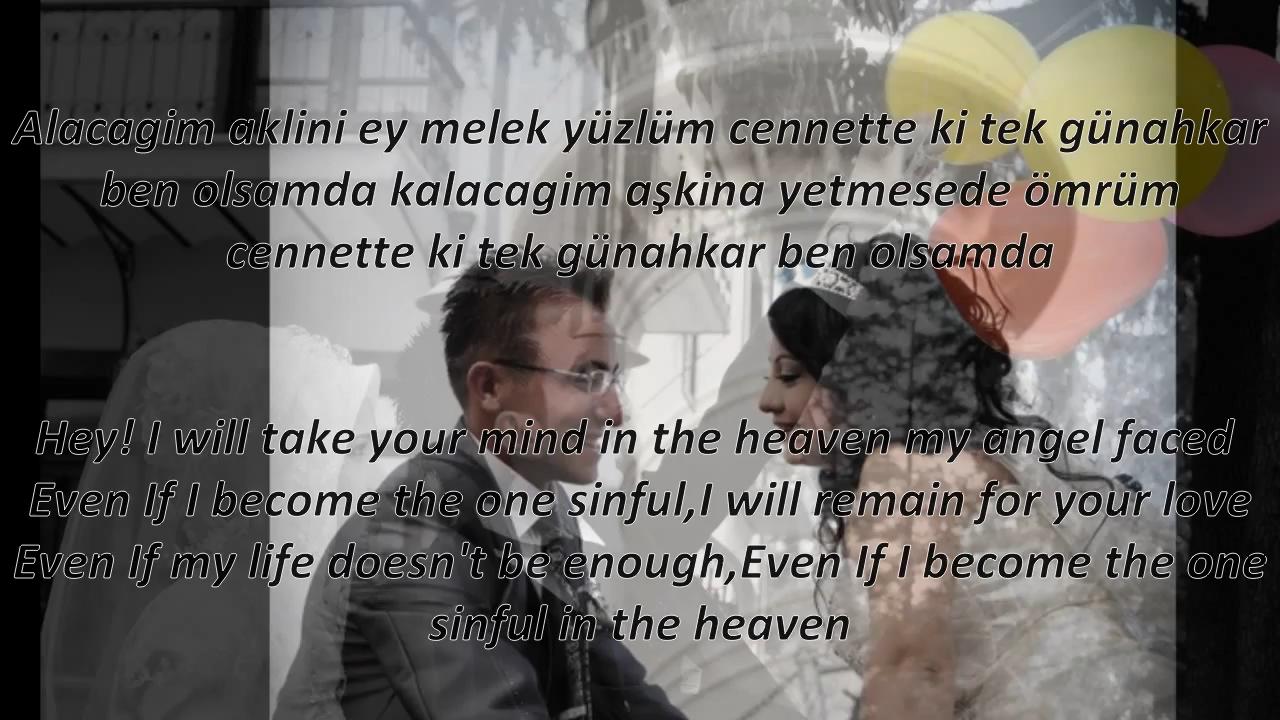 Alacagim aklini ey melek yüzlüm cennette ki tek günahkar
ben olsamda kalacagim aşkina yetmesede ömrüm
cennette ki tek günahkar ben olsamda
Hey! I will take your mind in the heaven my angel faced
Even If I become the one sinful,I will remain for your love
Even If my life doesn't be enough,Even If I become the one
sinful in the heaven